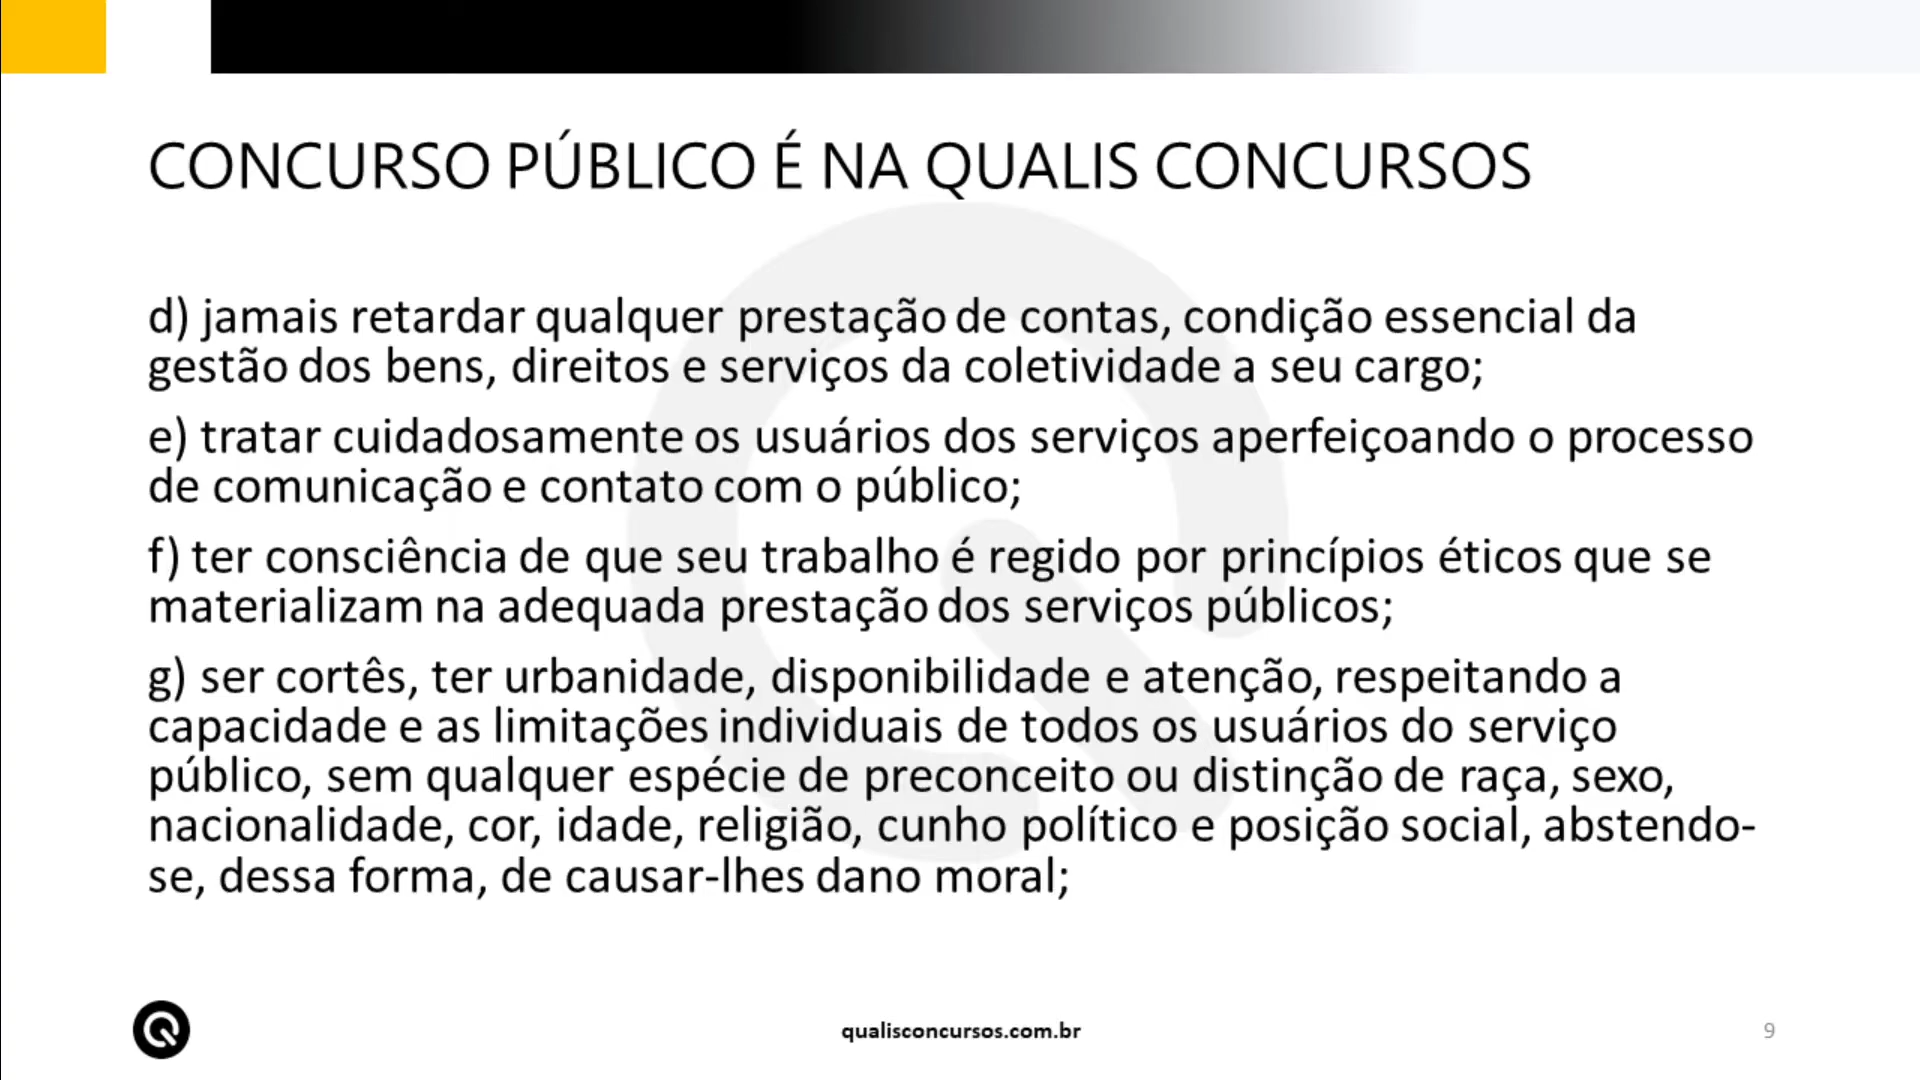 CONCURSO PÚBLICO É NA QUALIS CONCURSOS
d) jamais retardar qualquer prestação de contas, condição essencial da
gestão dos bens, direitos e serviços da coletividade a seu cargo;
e) tratar cuidadosamente os usuários dos serviços aperfeiçoando o processo
de comunicação e contato com o público;
f) ter consciência de que seu trabalho é regido por princípios éticos que se
materializam na adequada prestação dos serviços públicos;
g) ser cortês, ter urbanidade, disponibilidade e atenção, respeitando a
capacidade e as limitações individuais de todos os usuários do serviço
público, sem qualquer espécie de preconceito ou distinção de raça, sexo,
nacionalidade, cor, idade, religião, cunho político e posição social, abstendo-
se, dessa forma, de causar-lhes dano moral;
qualisconcursos.com.br
9